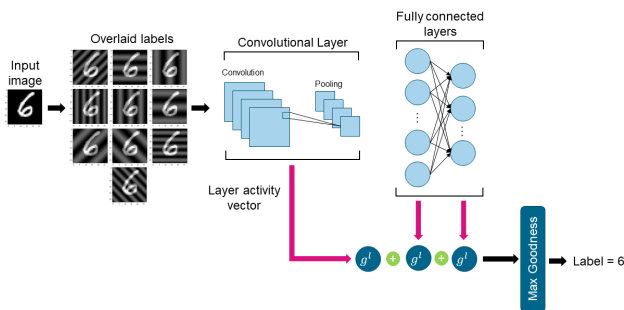 Input
image
Overlaid labels
Convolutional Layer
Convolution
Pooling
Fully connected
layers
Layer activity
vector
g^l + g^l + g^l
Max Goodness
Label = 6